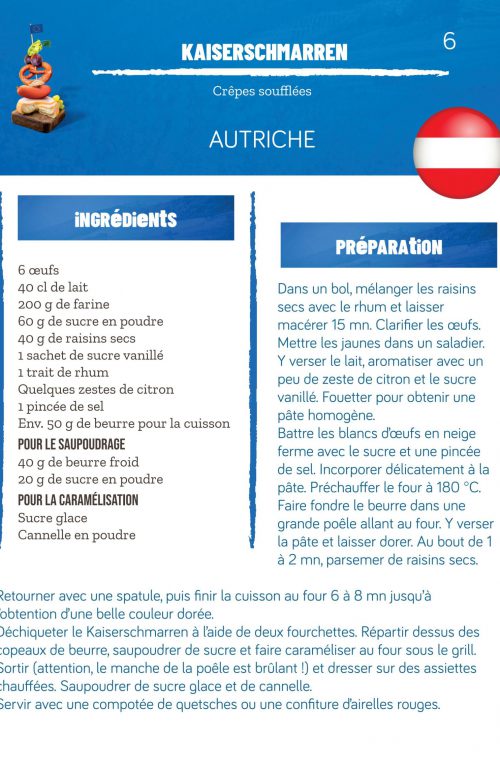 KAISERSCHMARREN
6
Crêpes soufflées
AUTRICHE
INGRÉDIENTS
6 œufs
40 cl de lait
200 g de farine
60 g de sucre en poudre
40 g de raisins secs
1 sachet de sucre vanillé
1 trait de rhum
Quelques zestes de citron
1 pincée de sel
Env. 50 g de beurre pour la cuisson
POUR LE SAUPOUDRAGE
40 g de beurre froid
20 g de sucre en poudre
POUR LA CARAMÉLISATION
Sucre glace
Cannelle en poudre
PRÉPARATION
Dans un bol, mélanger les raisins
secs avec le rhum et laisser
macérer 15 mn. Clarifier les œufs.
Mettre les jaunes dans un saladier.
Y verser le lait, aromatiser avec un
peu de zeste de citron et le sucre
vanillé. Fouetter pour obtenir une
pâte homogène.
Battre les blancs d’œufs en neige
ferme avec le sucre et une pincée
de sel. Incorporer délicatement à la
pâte. Préchauffer le four à 180 °C.
Faire fondre le beurre dans une
grande poêle allant au four. Y verser
la pâte et laisser dorer. Au bout de 1
à 2 mn, parsemer de raisins secs.
Retourner avec une spatule, puis finir la cuisson au four 6 à 8 mn jusqu’à
l’obtention d’une belle couleur dorée.
Déchiqueter le Kaiserschmarren à l’aide de deux fourchettes. Répartir dessus des
copeaux de beurre, saupoudrer de sucre et faire caraméliser au four sous le grill.
Sortir (attention, le manche de la poêle est brûlant !) et dresser sur des assiettes
chauffées. Saupoudrer de sucre glace et de cannelle.
Servir avec une compotée de quetsches ou une confiture d’airelles rouges.